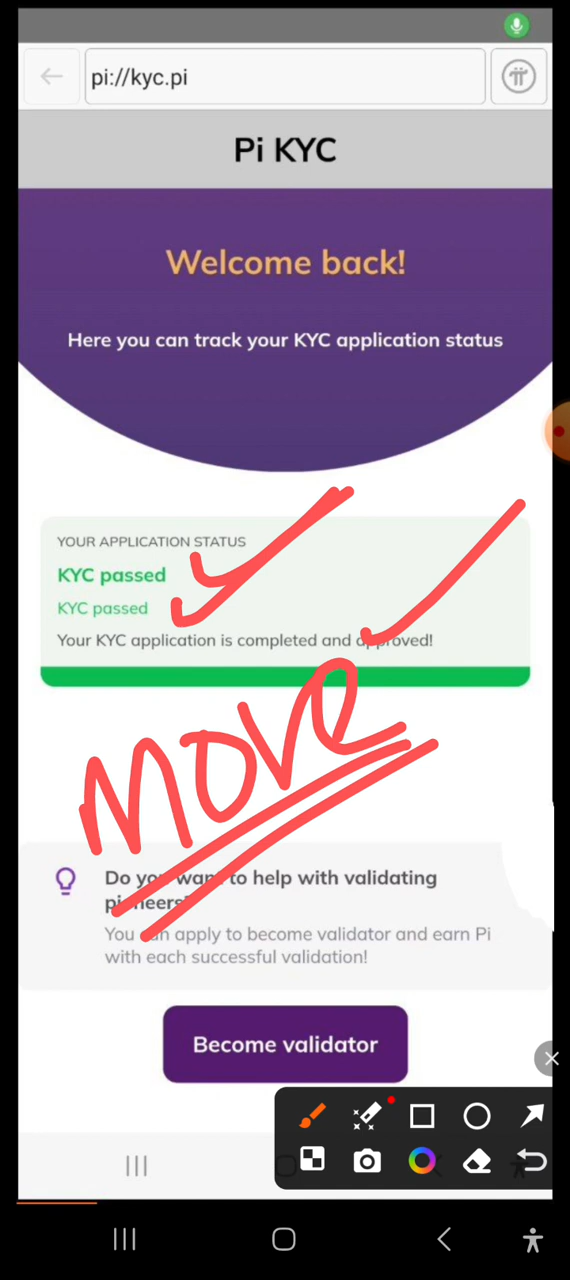 pi://kyc.pi
Pi KYC
Welcome back!
Here you can track your KYC application status
YOUR APPLICATION STATUS
KYC passed
KYC passed
Your KYC application is completed and approved!
MOVE
Do you want to help with validating
pioneers?
You can apply to become validator and earn Pi
with each successful validation!
Become validator